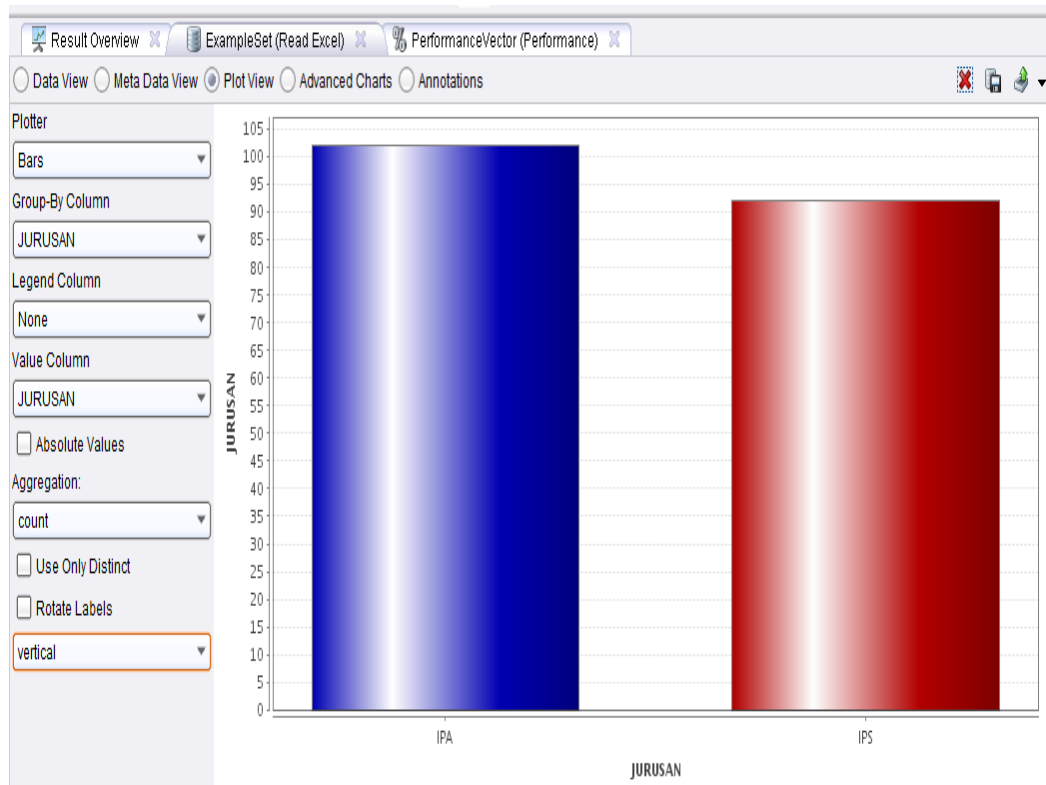 Result Overview ExampleSet (Read Excel) % PerformanceVector (Performance)
Data View Meta Data View Plot View Advanced Charts Annotations
Plotter
Bars
Group-By Column
JURUSAN
Legend Column
None
Value Column
JURUSAN
Absolute Values
Aggregation:
count
Use Only Distinct
Rotate Labels
vertical
105
100
95
90
85
80
75
70
65
60
55
50
45
40
35
30
25
20
15
10
5
0
JURUSAN
IPA IPS
JURUSAN